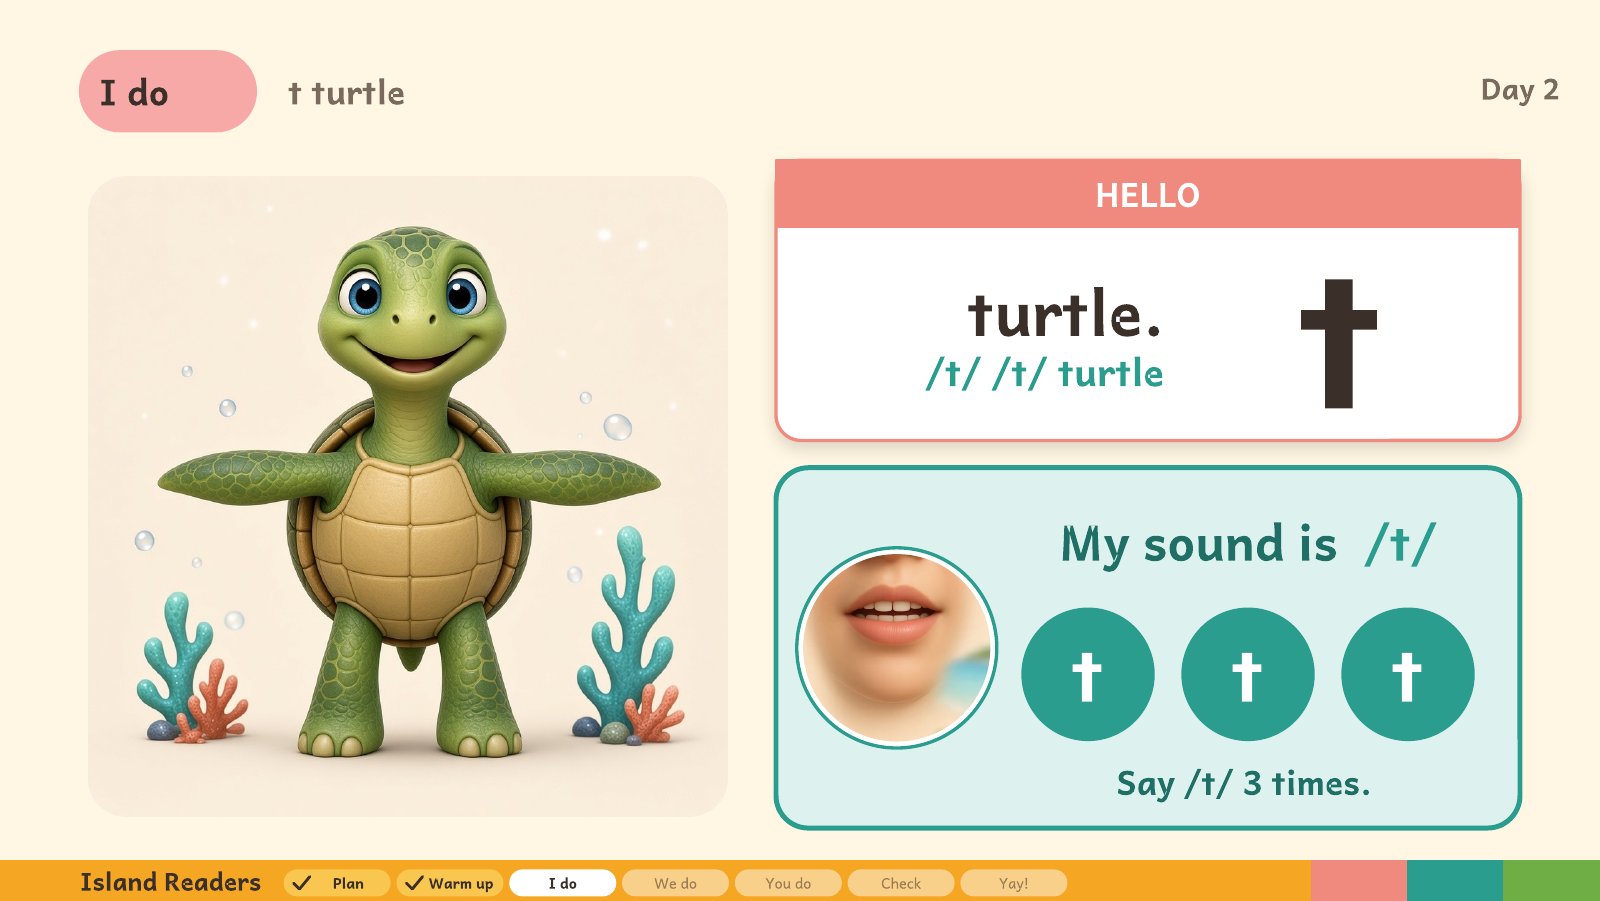 I do
t turtle
Day 2
HELLO
turtle.
/t/ /t/ turtle
t
My sound is /t/
t t t
Say /t/ 3 times.
Island Readers
Plan
Warm up
I do
We do
You do
Check
Yay!